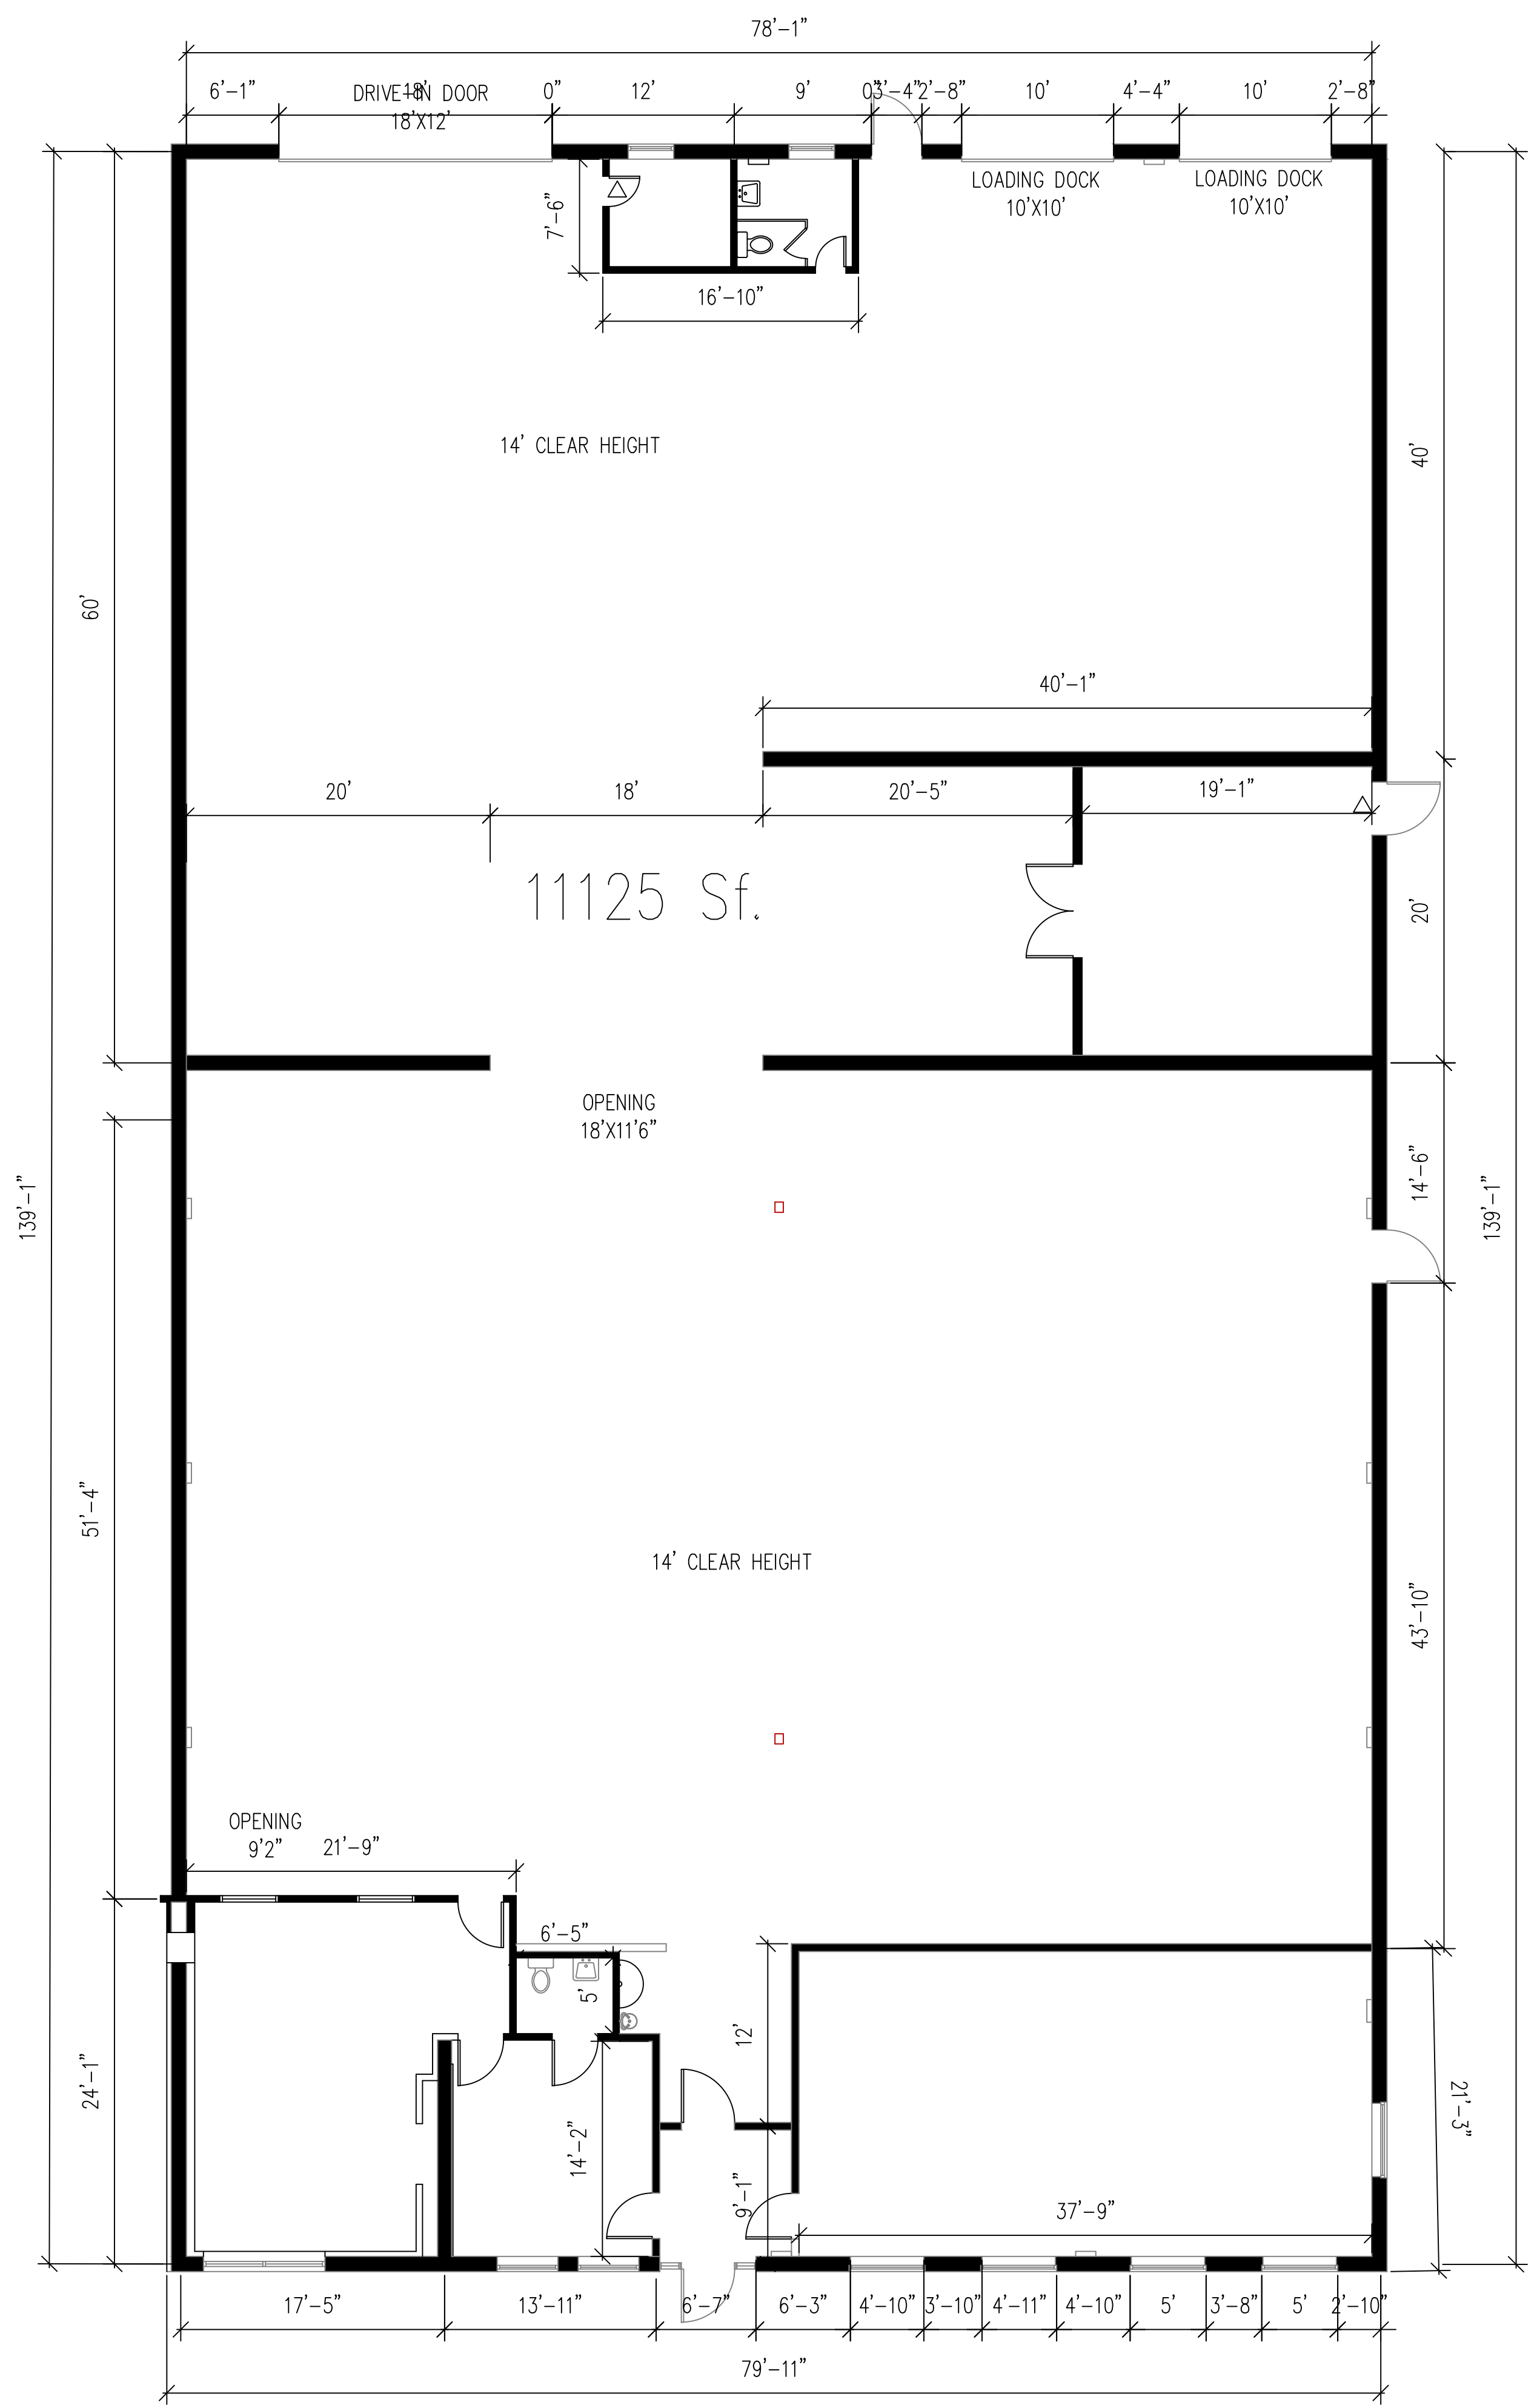 78'-1"
6'-1" 18' 0" 12' 9' 0" 3'-4" 2'-8" 10' 4'-4" 10' 2'-8"
DRIVE-IN DOOR
18'X12'
LOADING DOCK
10'X10'
LOADING DOCK
10'X10'
7'-6"
16'-10"
14' CLEAR HEIGHT
40'
60'
40'-1"
20' 18' 20'-5" 19'-1"
11125 Sf.
20'
OPENING
18'X11'6"
14'-6"
139'-1"
139'-1"
51'-4"
14' CLEAR HEIGHT
43'-10"
OPENING
9'2"
21'-9"
6'-5"
5'
12'
24'-1"
21'-3"
14'-2"
9'-1"
37'-9"
17'-5" 13'-11" 6'-7" 6'-3" 4'-10" 3'-10" 4'-11" 4'-10" 5' 3'-8" 5' 2'-10"
79'-11"